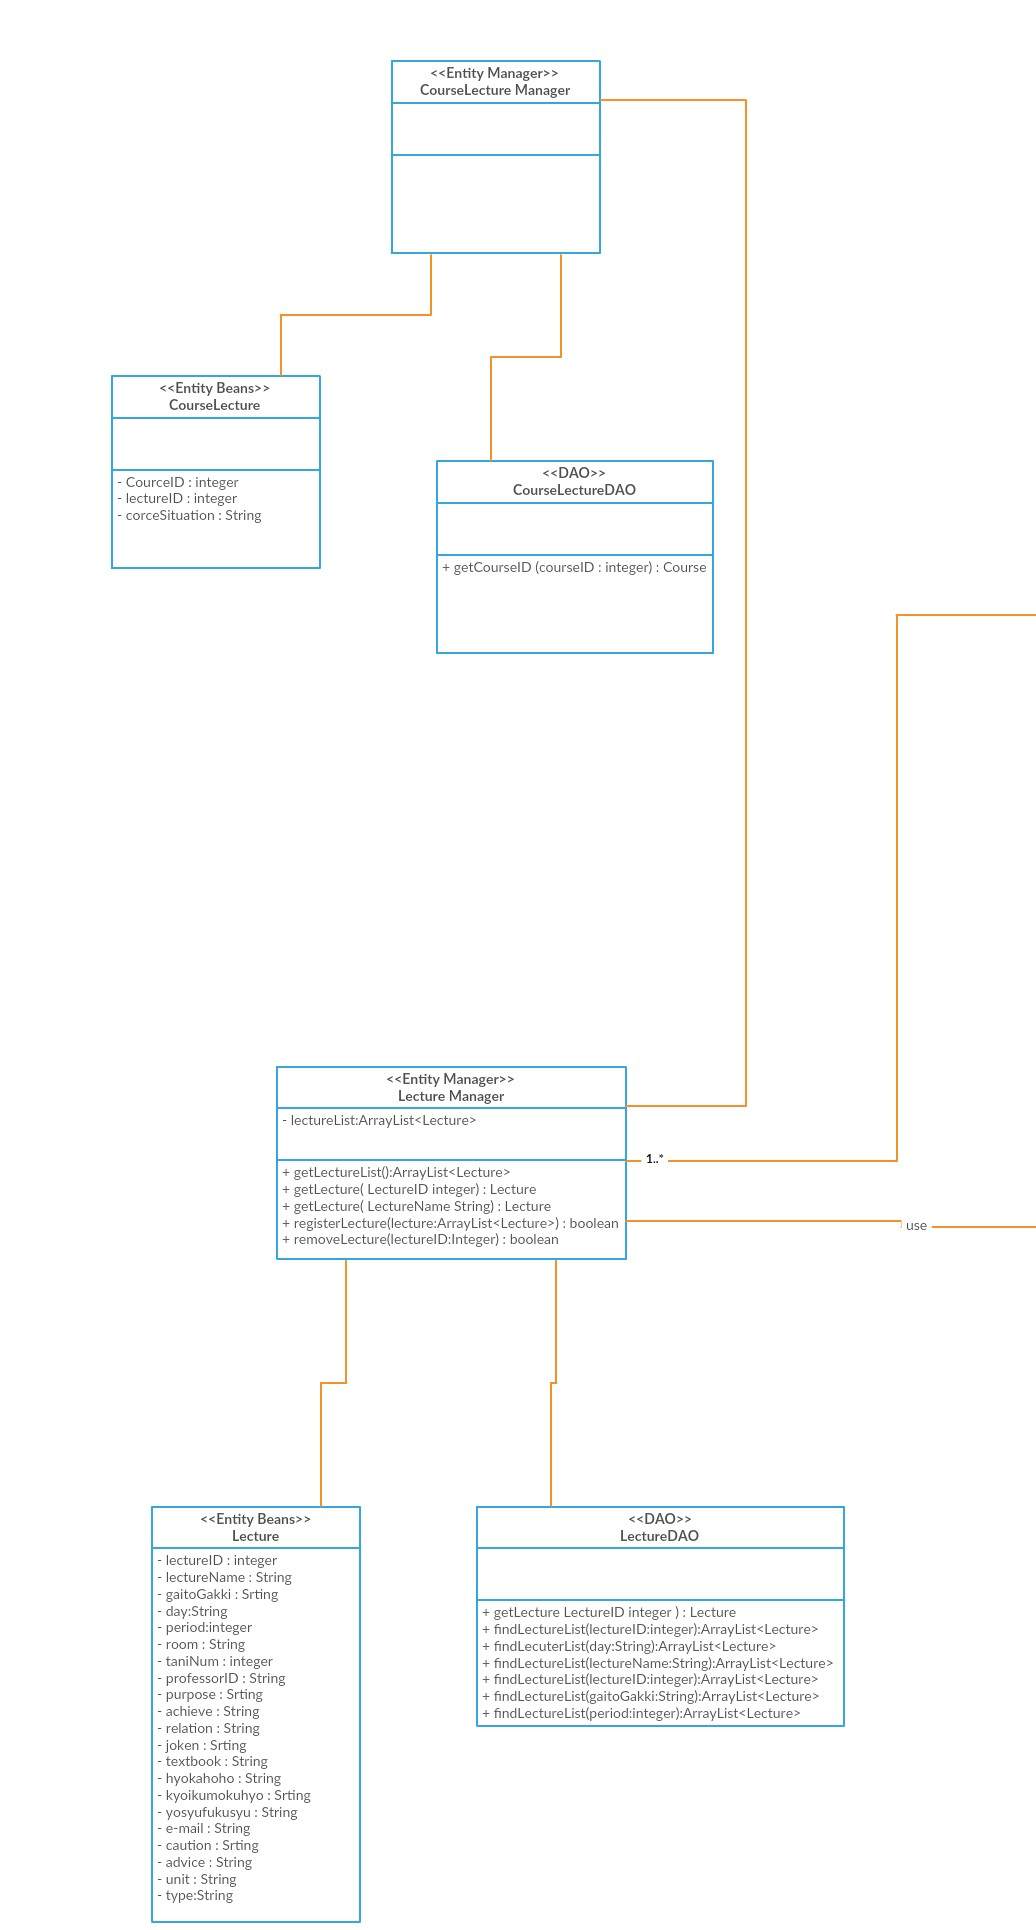 <<Entity Manager>>
CourseLecture Manager
<<Entity Beans>>
CourseLecture
- CourceID : integer
- lectureID : integer
- corceSituation : String
<<DAO>>
CourseLectureDAO
+ getCourseID (courseID : integer) : Course
<<Entity Manager>>
Lecture Manager
- lectureList:ArrayList<Lecture>
+ getLectureList():ArrayList<Lecture>
+ getLecture( LectureID integer) : Lecture
+ getLecture( LectureName String) : Lecture
+ registerLecture(lecture:ArrayList<Lecture>) : boolean
+ removeLecture(lectureID:Integer) : boolean
1..*
use
<<Entity Beans>>
Lecture
- lectureID : integer
- lectureName : String
- gaitoGakki : Srting
- day:String
- period:integer
- room : String
- taniNum : integer
- professorID : String
- purpose : Srting
- achieve : String
- relation : String
- joken : Srting
- textbook : String
- hyokahoho : String
- kyoikumokuhyo : Srting
- yosyufukusyu : String
- e-mail : String
- caution : Srting
- advice : String
- unit : String
- type:String
<<DAO>>
LectureDAO
+ getLecture LectureID integer ) : Lecture
+ findLectureList(lectureID:integer):ArrayList<Lecture>
+ findLecuterList(day:String):ArrayList<Lecture>
+ findLectureList(lectureName:String):ArrayList<Lecture>
+ findLectureList(lectureID:integer):ArrayList<Lecture>
+ findLectureList(gaitoGakki:String):ArrayList<Lecture>
+ findLectureList(period:integer):ArrayList<Lecture>